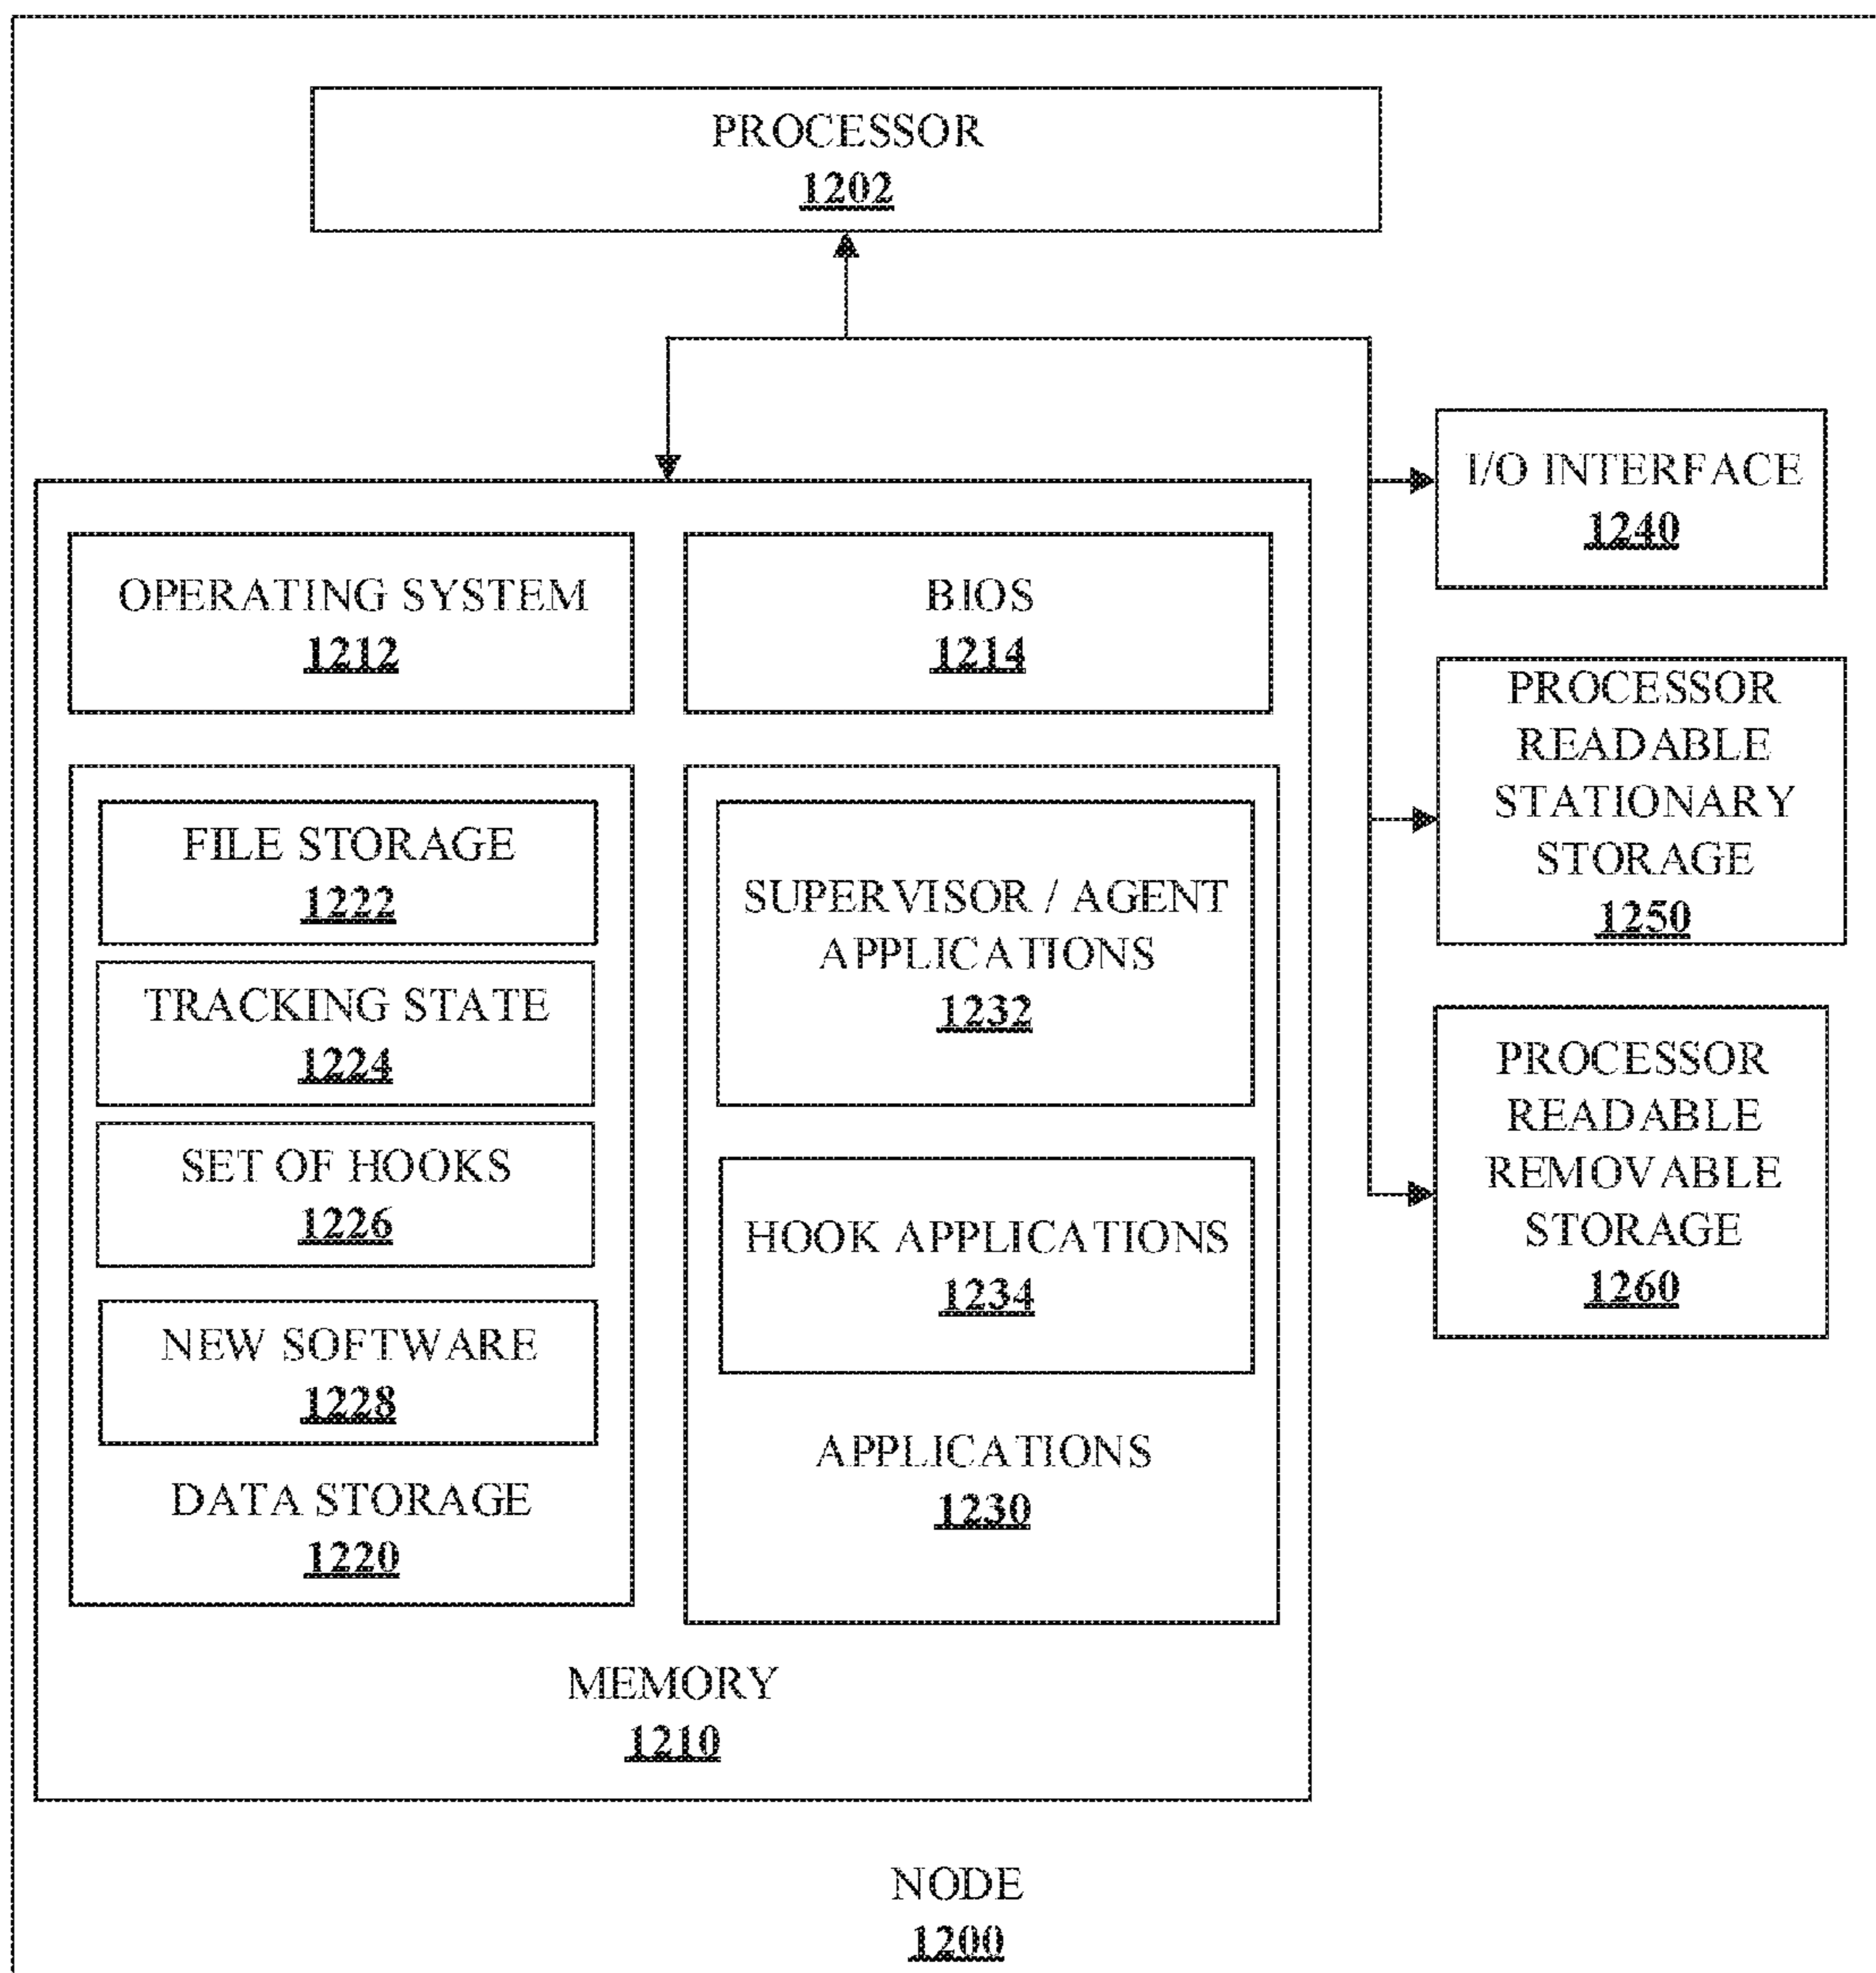 PROCESSOR
1202
I/O INTERFACE
1240
OPERATING SYSTEM
1212
BIOS
1214
PROCESSOR
READABLE
STATIONARY
STORAGE
1250
FILE STORAGE
1222
TRACKING STATE
1224
SET OF HOOKS
1226
NEW SOFTWARE
1228
DATA STORAGE
1220
SUPERVISOR / AGENT
APPLICATIONS
1232
HOOK APPLICATIONS
1234
APPLICATIONS
1230
PROCESSOR
READABLE
REMOVABLE
STORAGE
1260
MEMORY
1210
NODE
1200